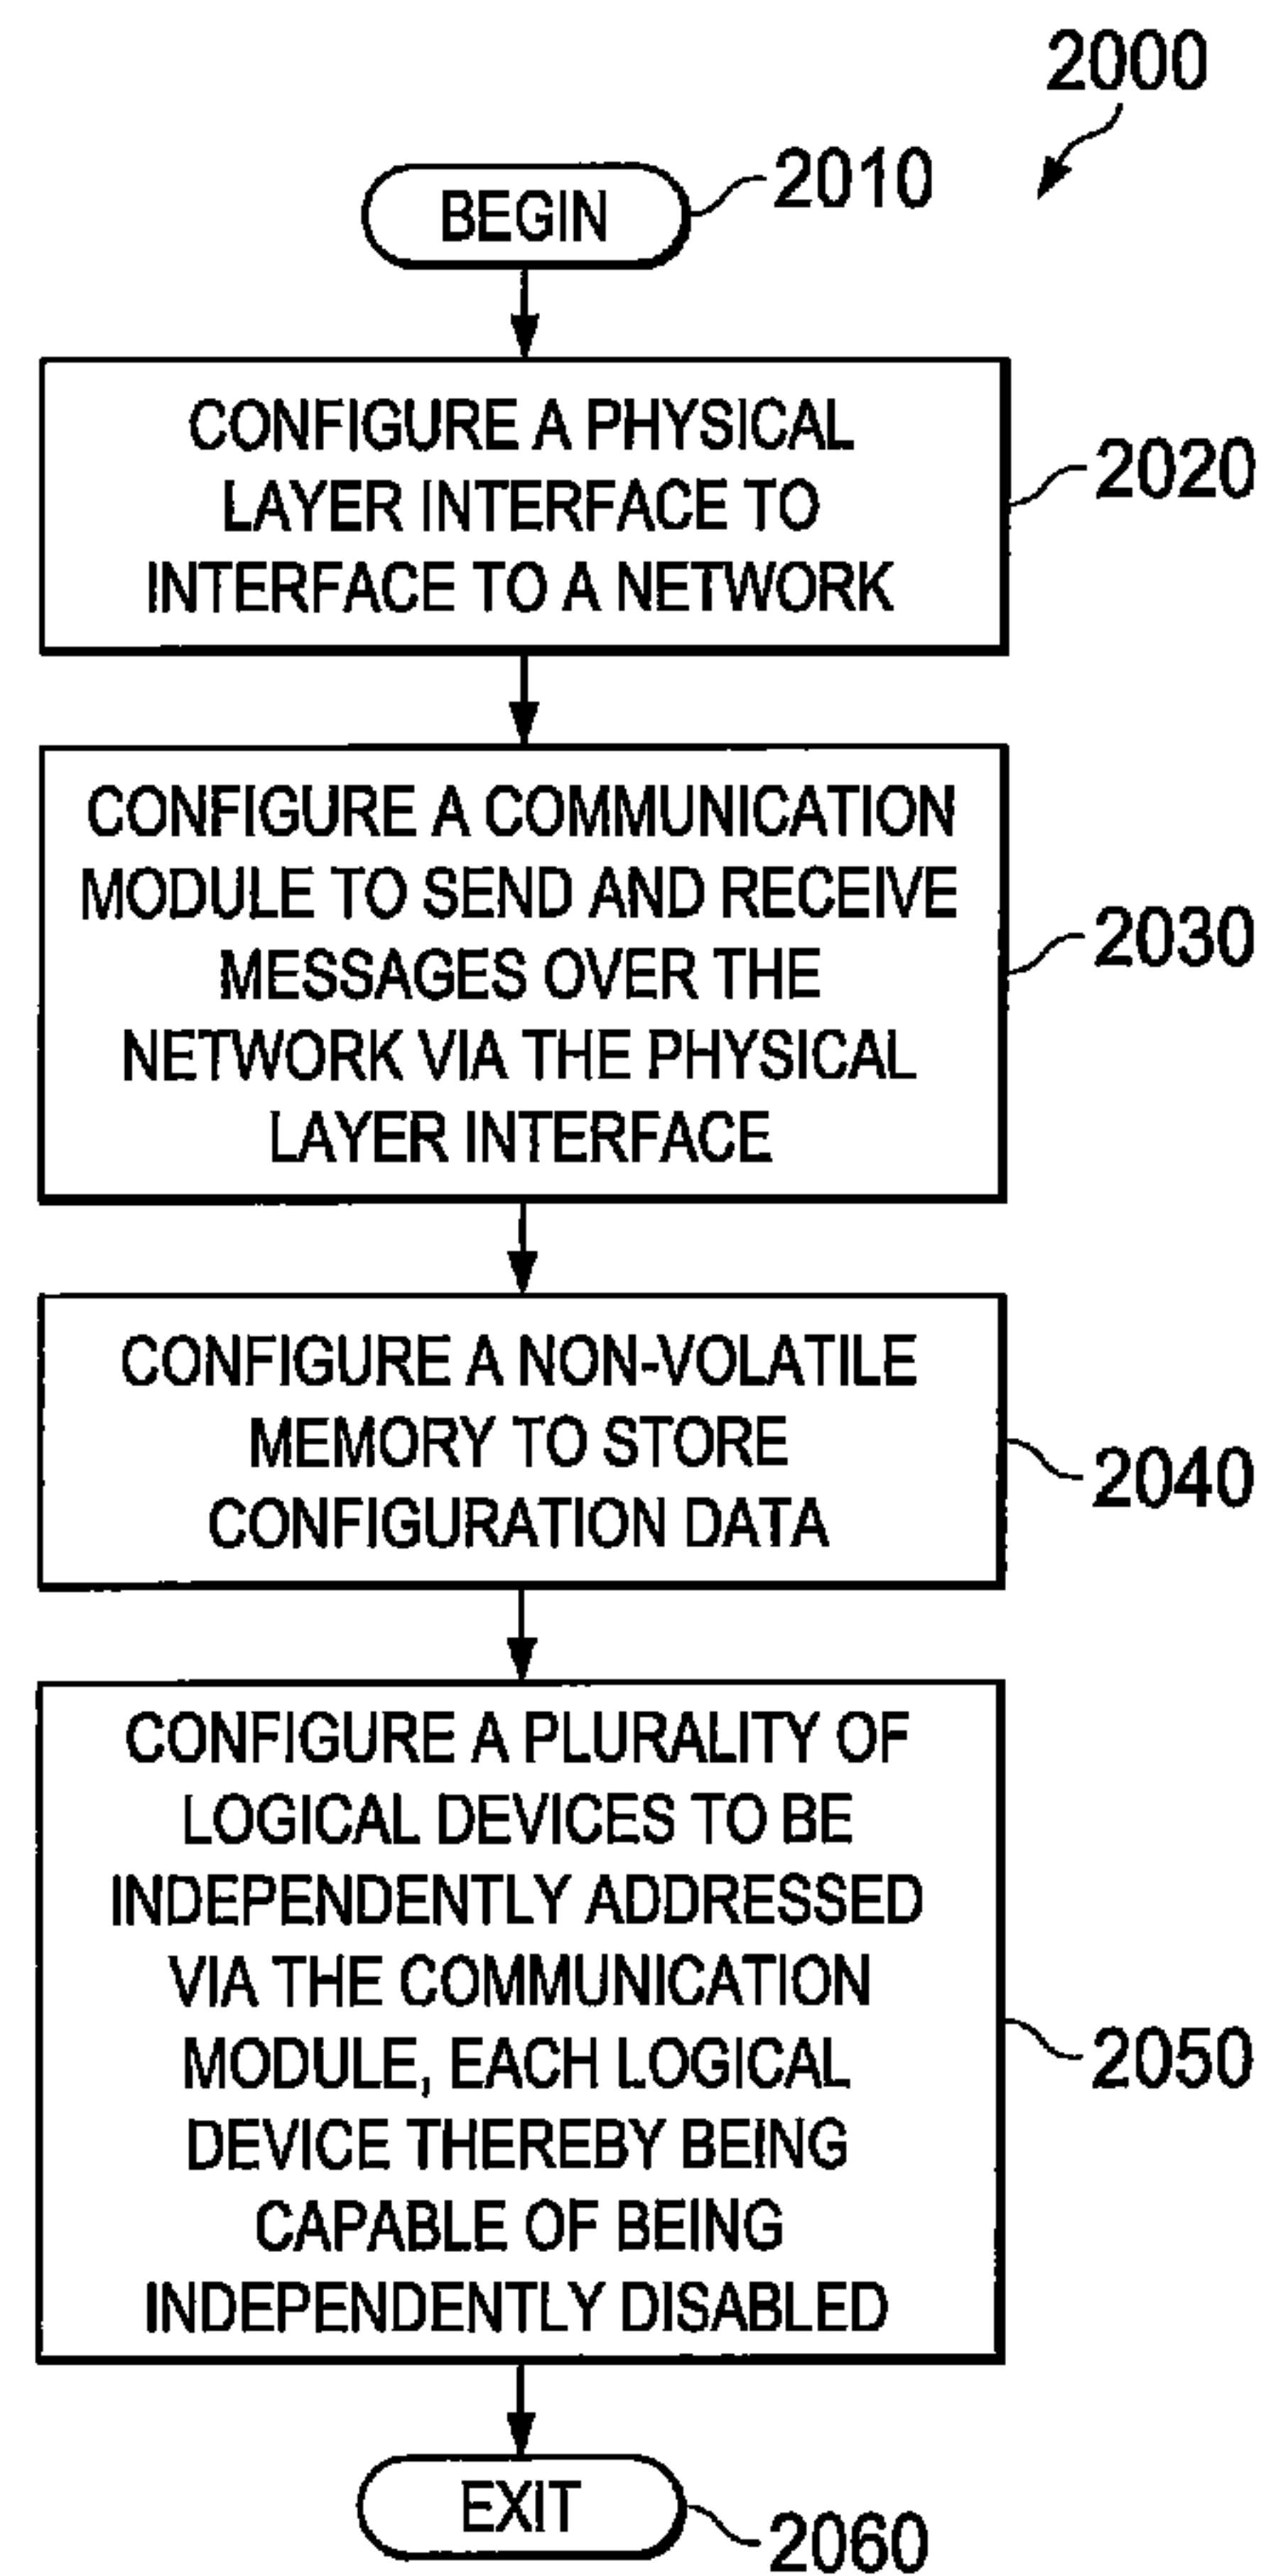 2000
BEGIN
2010
CONFIGURE A PHYSICAL
LAYER INTERFACE TO
INTERFACE TO A NETWORK
2020
CONFIGURE A COMMUNICATION
MODULE TO SEND AND RECEIVE
MESSAGES OVER THE
NETWORK VIA THE PHYSICAL
LAYER INTERFACE
2030
CONFIGURE A NON-VOLATILE
MEMORY TO STORE
CONFIGURATION DATA
2040
CONFIGURE A PLURALITY OF
LOGICAL DEVICES TO BE
INDEPENDENTLY ADDRESSED
VIA THE COMMUNICATION
MODULE, EACH LOGICAL
DEVICE THEREBY BEING
CAPABLE OF BEING
INDEPENDENTLY DISABLED
2050
EXIT
2060